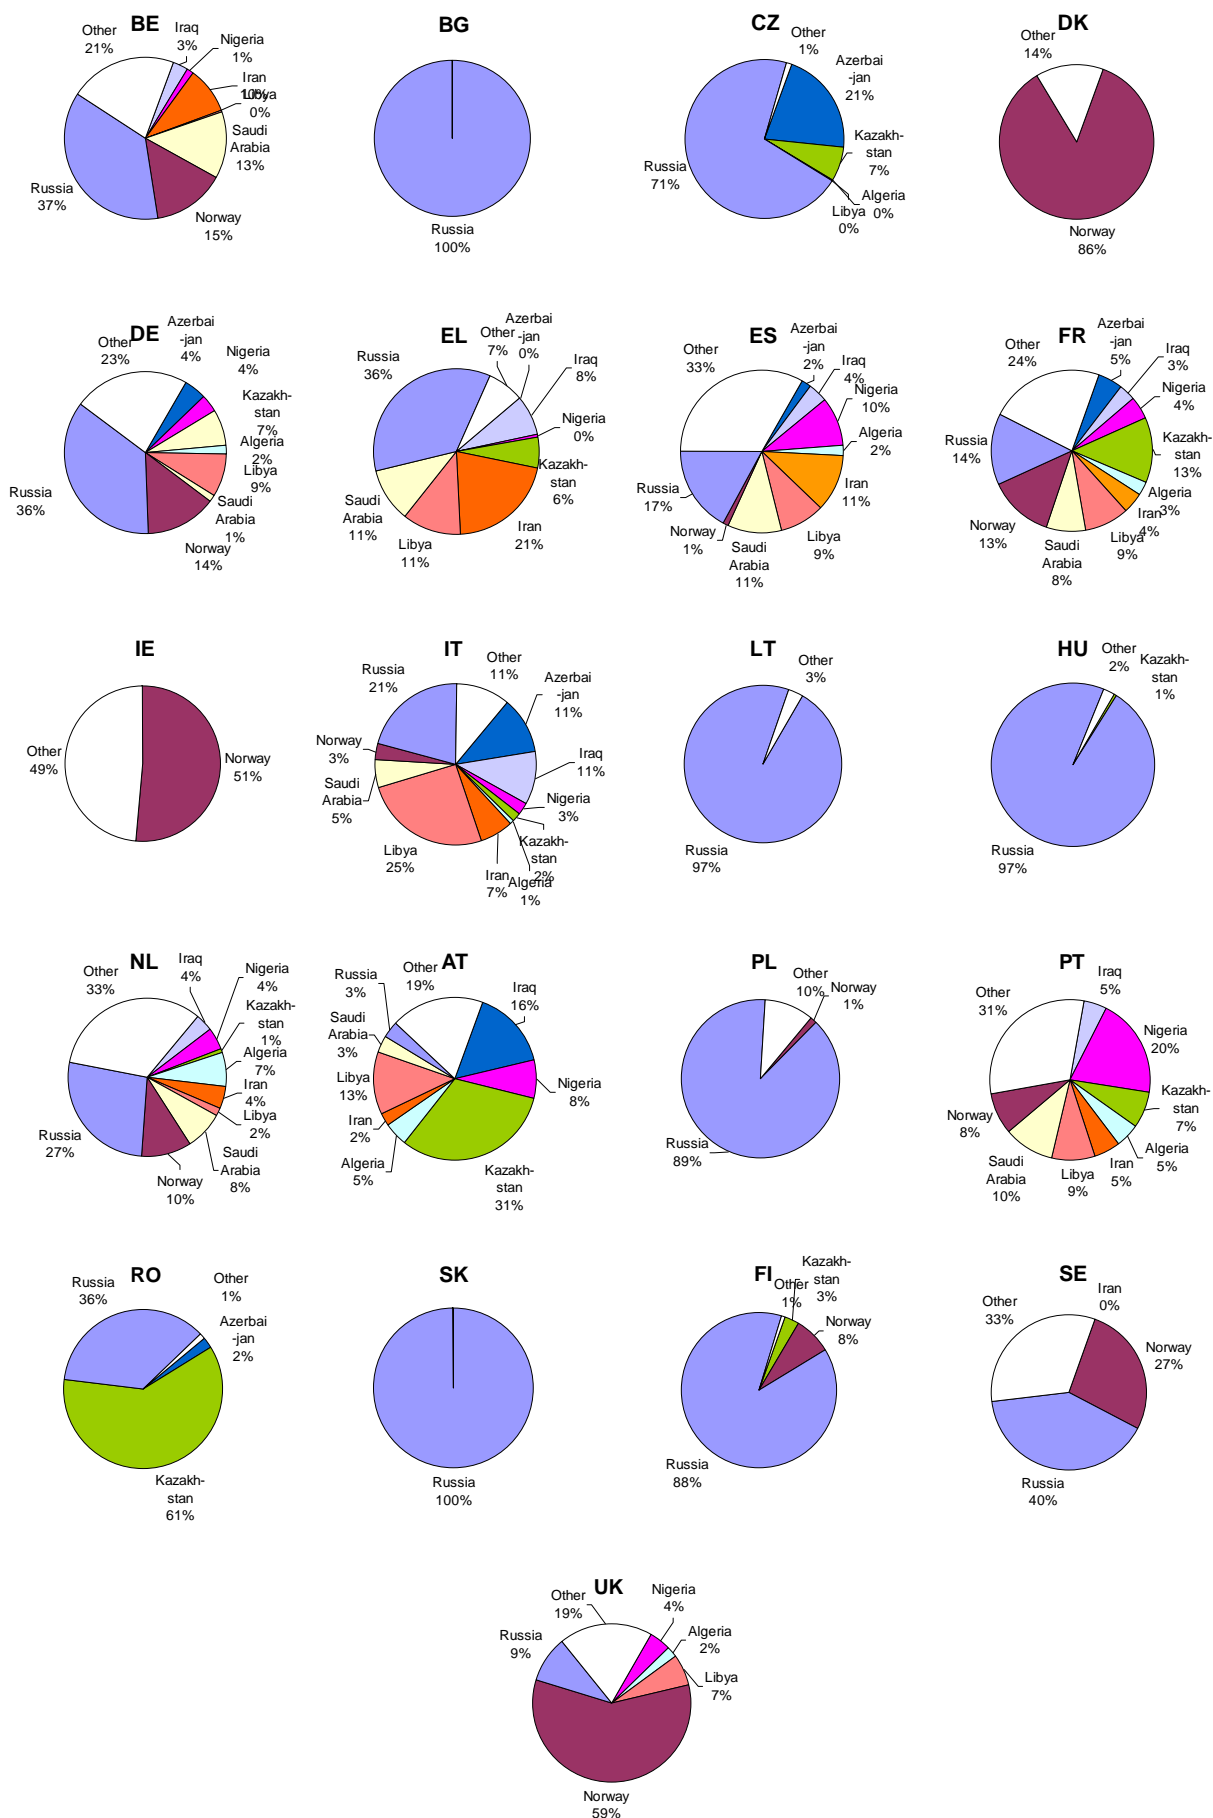 BE
Other
21%
Iraq
3%
Nigeria
1%
Iran
10%
Libya
0%
Saudi
Arabia
13%
Norway
15%
Russia
37%
BG
Russia
100%
CZ
Other
1%
Azerbai
-jan
21%
Kazakh-
stan
7%
Algeria
0%
Libya
0%
Russia
71%
DK
Other
14%
Norway
86%
DE
Other
23%
Azerbai
-jan
4%
Nigeria
4%
Kazakh-
stan
7%
Algeria
2%
Libya
9%
Saudi
Arabia
1%
Norway
14%
Russia
36%
EL
Other
7%
Azerbai
-jan
0%
Iraq
8%
Nigeria
0%
Kazakh-
stan
6%
Iran
21%
Libya
11%
Saudi
Arabia
11%
Russia
36%
ES
Other
33%
Azerbai
-jan
2%
Iraq
4%
Nigeria
10%
Algeria
2%
Iran
11%
Libya
9%
Saudi
Arabia
11%
Norway
1%
Russia
17%
FR
Other
24%
Azerbai
-jan
5%
Iraq
3%
Nigeria
4%
Kazakh-
stan
13%
Algeria
3%
Iran
4%
Libya
9%
Saudi
Arabia
8%
Norway
13%
Russia
14%
IE
Other
49%
Norway
51%
IT
Other
11%
Azerbai
-jan
11%
Iraq
11%
Nigeria
3%
Kazakh-
stan
2%
Algeria
1%
Iran
7%
Libya
25%
Saudi
Arabia
5%
Norway
3%
Russia
21%
LT
Other
3%
Russia
97%
HU
Other
2%
Kazakh-
stan
1%
Russia
97%
NL
Other
33%
Iraq
4%
Nigeria
4%
Kazakh-
stan
1%
Algeria
7%
Iran
4%
Libya
2%
Saudi
Arabia
8%
Norway
10%
Russia
27%
AT
Other
19%
Iraq
16%
Nigeria
8%
Kazakh-
stan
31%
Algeria
5%
Iran
2%
Libya
13%
Saudi
Arabia
3%
Russia
3%
PL
Other
10%
Norway
1%
Russia
89%
PT
Other
31%
Iraq
5%
Nigeria
20%
Kazakh-
stan
7%
Algeria
5%
Iran
5%
Libya
9%
Saudi
Arabia
10%
Norway
8%
RO
Russia
36%
Other
1%
Azerbai
-jan
2%
Kazakh-
stan
61%
SK
Russia
100%
FI
Other
1%
Kazakh-
stan
3%
Norway
8%
Russia
88%
SE
Other
33%
Iran
0%
Norway
27%
Russia
40%
UK
Other
19%
Nigeria
4%
Algeria
2%
Libya
7%
Norway
59%
Russia
9%